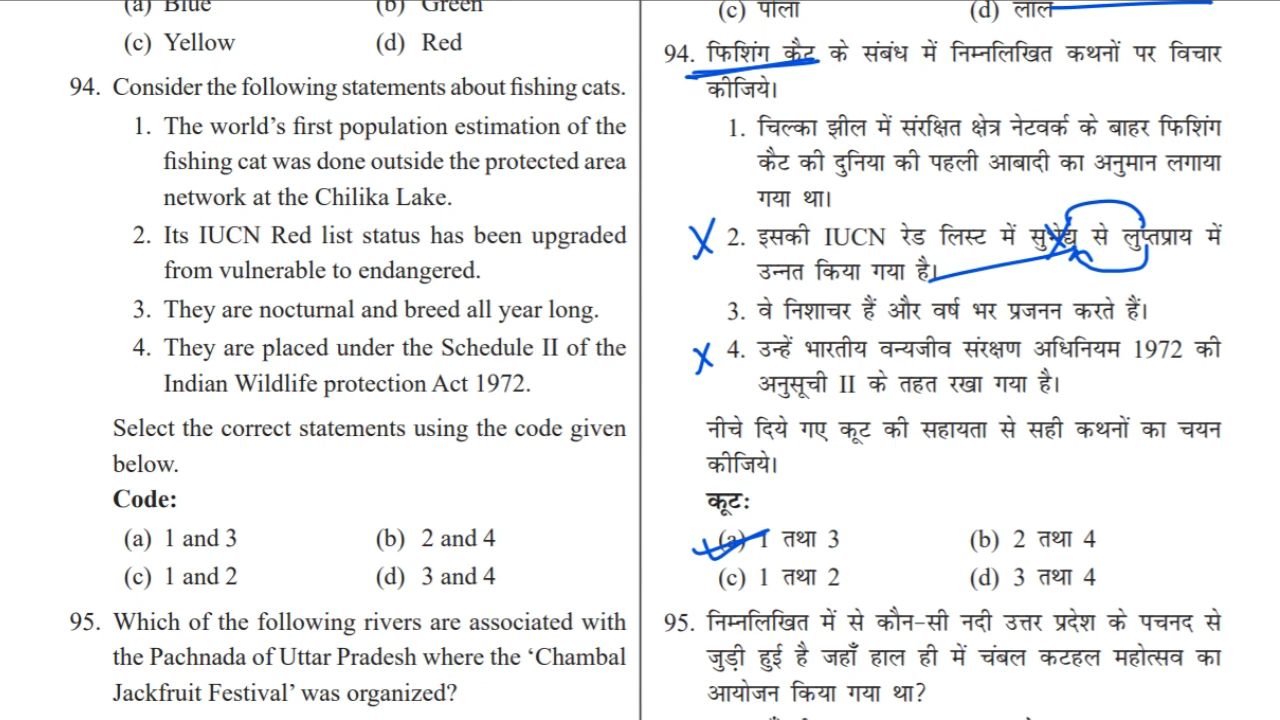 (a) Blue (b) Green
(c) Yellow (d) Red
94. Consider the following statements about fishing cats.
1. The world's first population estimation of the
fishing cat was done outside the protected area
network at the Chilika Lake.
2. Its IUCN Red list status has been upgraded
from vulnerable to endangered.
3. They are nocturnal and breed all year long.
4. They are placed under the Schedule II of the
Indian Wildlife protection Act 1972.
Select the correct statements using the code given
below.
Code:
(a) 1 and 3 (b) 2 and 4
(c) 1 and 2 (d) 3 and 4
95. Which of the following rivers are associated with
the Pachnada of Uttar Pradesh where the ‘Chambal
Jackfruit Festival’ was organized?
(c) पीला (d) लाल
94. फिशिंग कैट के संबंध में निम्नलिखित कथनों पर विचार
कीजिये।
1. चिल्का झील में संरक्षित क्षेत्र नेटवर्क के बाहर फिशिंग
कैट की दुनिया की पहली आबादी का अनुमान लगाया
गया था।
2. इसकी IUCN रेड लिस्ट में सुभेद्य से लुप्तप्राय में
उन्नत किया गया है।
3. वे निशाचर हैं और वर्ष भर प्रजनन करते हैं।
4. उन्हें भारतीय वन्यजीव संरक्षण अधिनियम 1972 की
अनुसूची II के तहत रखा गया है।
नीचे दिये गए कूट की सहायता से सही कथनों का चयन
कीजिये।
कूटः
(a) 1 तथा 3 (b) 2 तथा 4
(c) 1 तथा 2 (d) 3 तथा 4
95. निम्नलिखित में से कौन-सी नदी उत्तर प्रदेश के पचनद से
जुड़ी हुई है जहाँ हाल ही में चंबल कटहल महोत्सव का
आयोजन किया गया था?